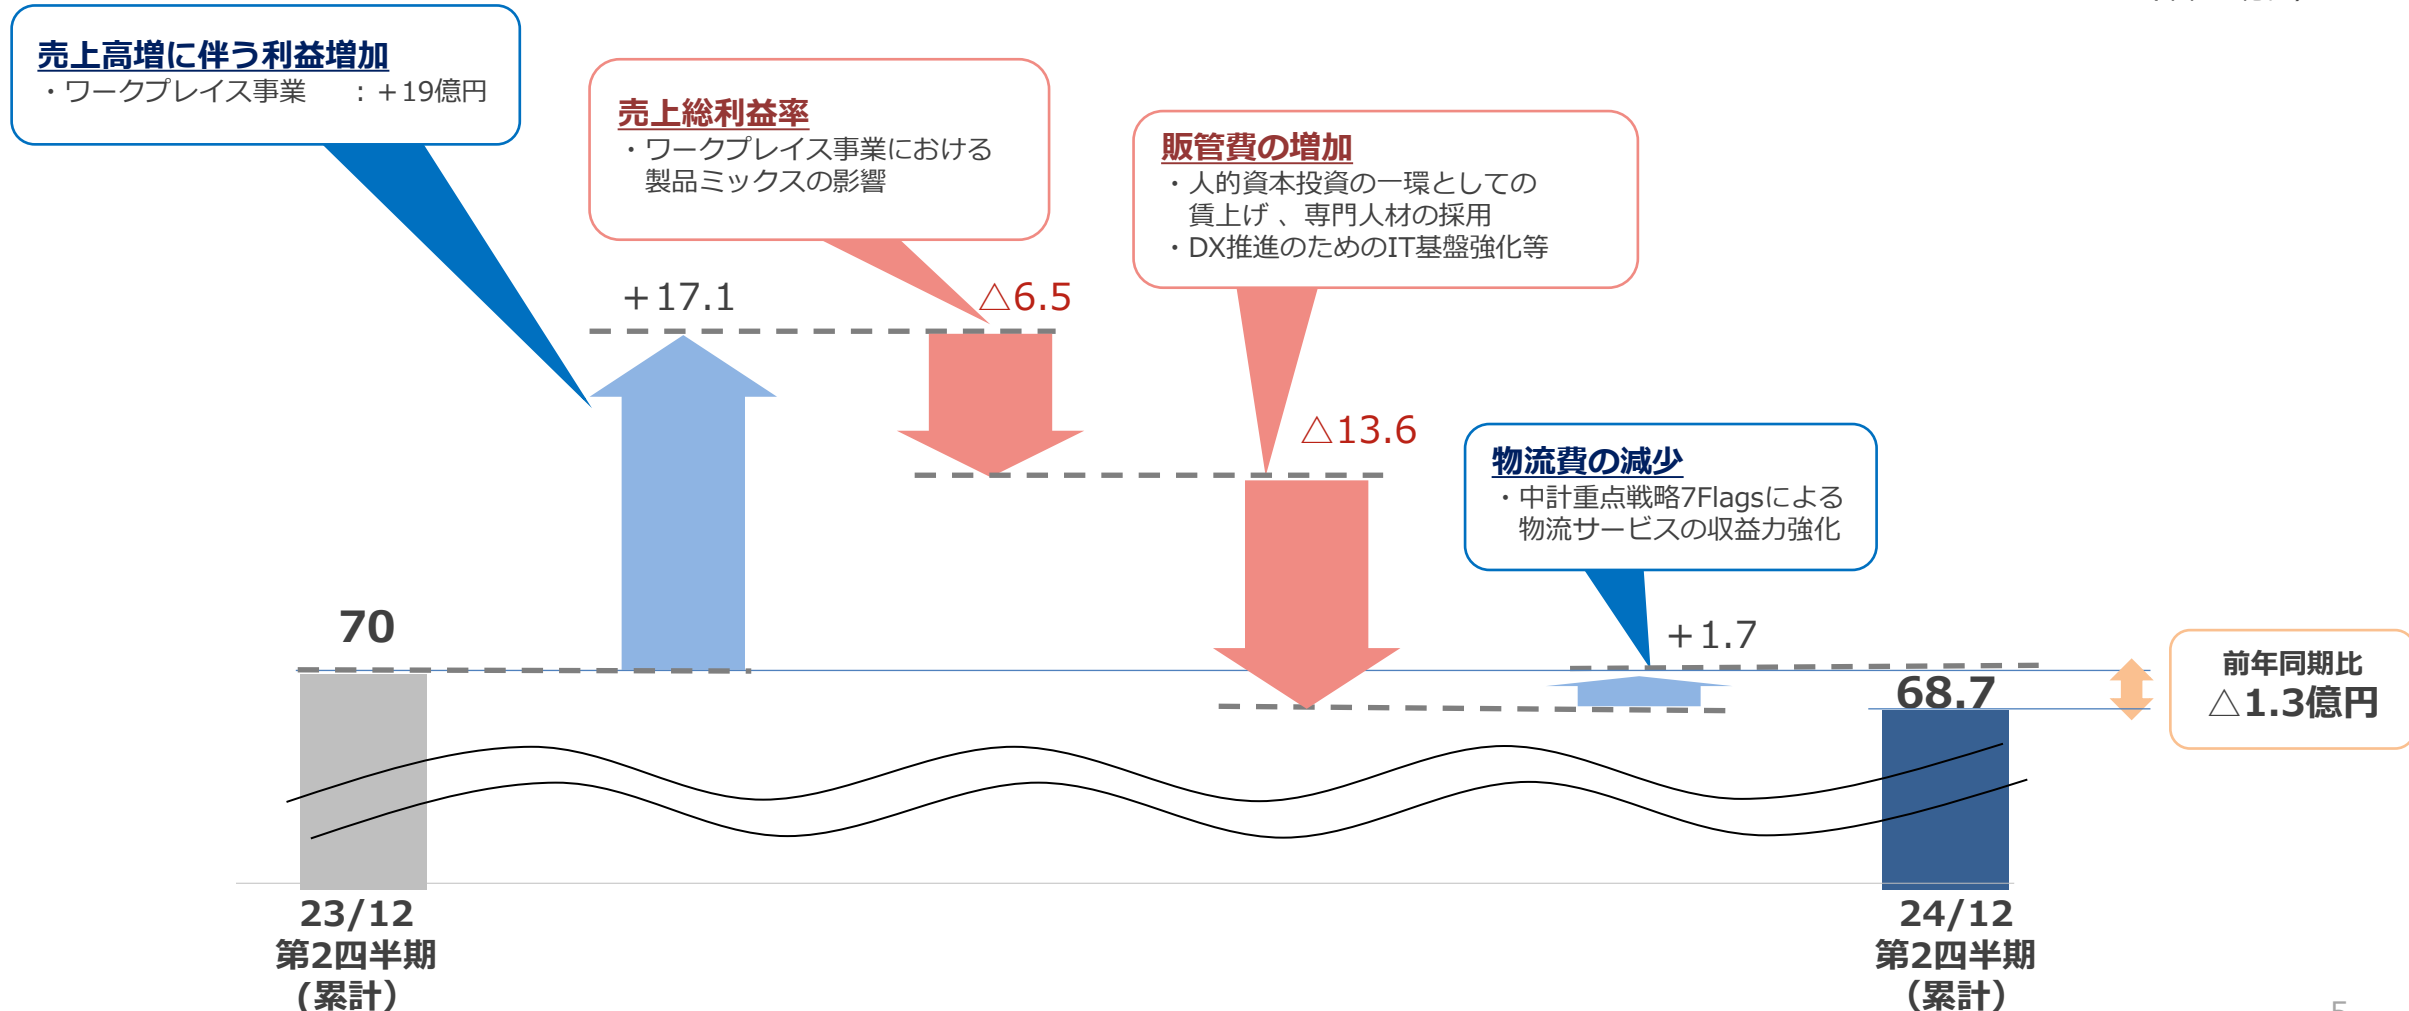 売上高増に伴う利益増加
・ワークプレイス事業　：＋19億円
売上総利益率
・ワークプレイス事業における
製品ミックスの影響
販管費の増加
・人的資本投資の一環としての
賃上げ 、専門人材の採用
・DX推進のためのIT基盤強化等
＋17.1
△6.5
△13.6
物流費の減少
・中計重点戦略7Flagsによる
物流サービスの収益力強化
＋1.7
70
68.7
前年同期比
△1.3億円
23/12
第2四半期
(累計）
24/12
第2四半期
（累計）